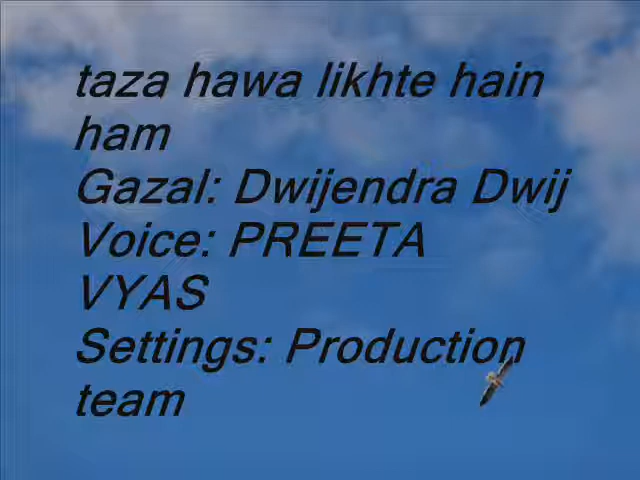 taza hawa likhte hain
ham
Gazal: Dwijendra Dwij
Voice: PREETA
VYAS
Settings: Production
team